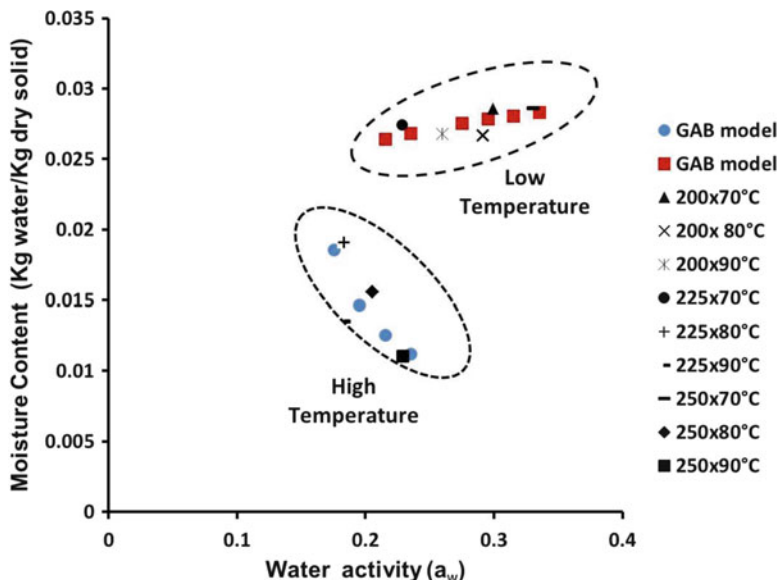 Moisture Content (Kg water/Kg dry solid)
0.035
0.03
0.025
0.02
0.015
0.01
0.005
0
0
0.1
0.2
0.3
0.4
Water activity (a_w)
Low
Temperature
High
Temperature
GAB model
GAB model
200x70°C
200x 80°C
200x90°C
225x70°C
225x80°C
225x90°C
250x70°C
250x80°C
250x90°C